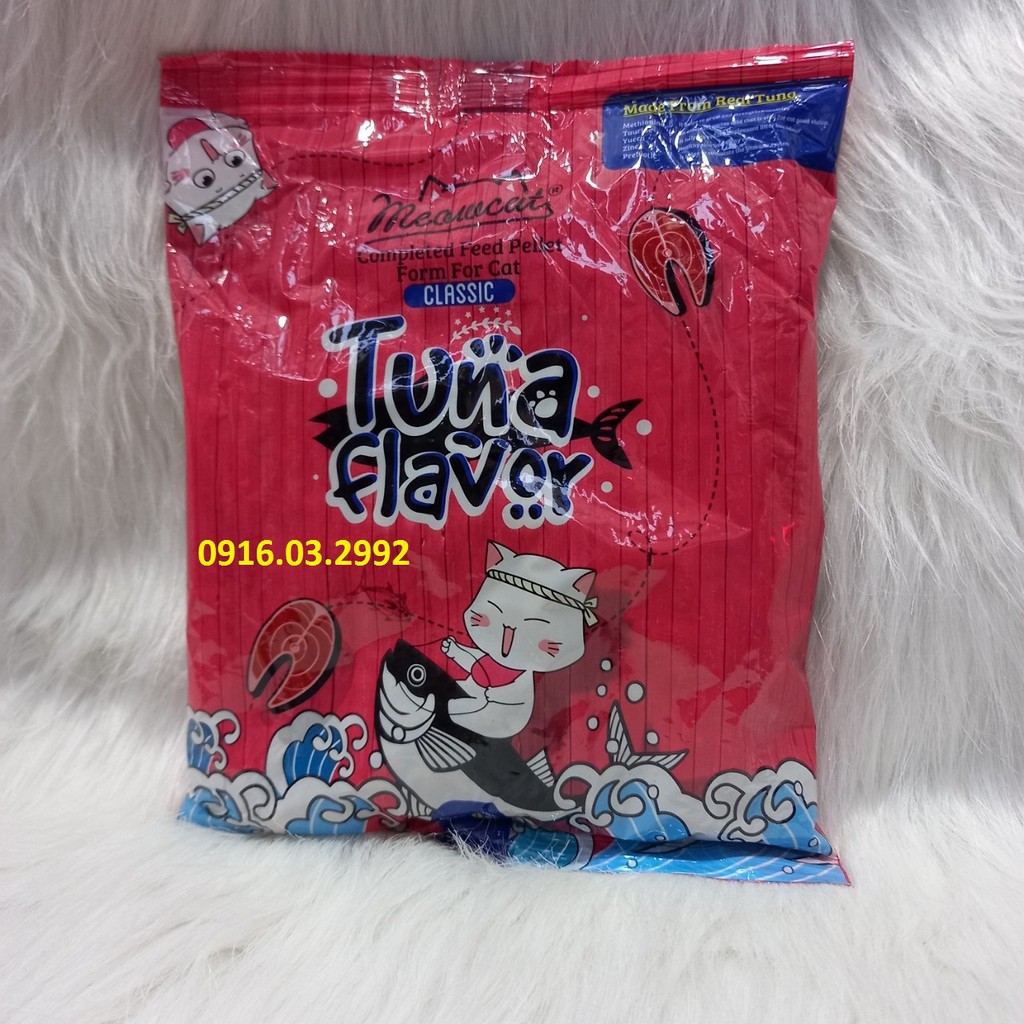 Made From Real Tuna
Meowcat®
Completed Feed Pellet
Form For Cat
CLASSIC
Tuna
flavor
0916.03.2992